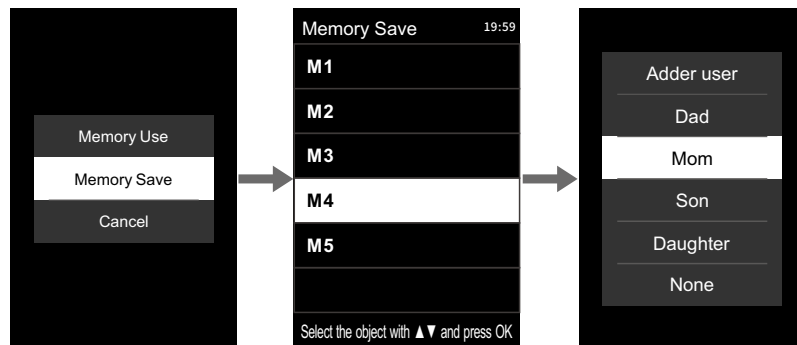 Memory Use
Memory Save
Cancel
Memory Save 19:59
M1
M2
M3
M4
M5
Select the object with ▲▼ and press OK
Adder user
Dad
Mom
Son
Daughter
None